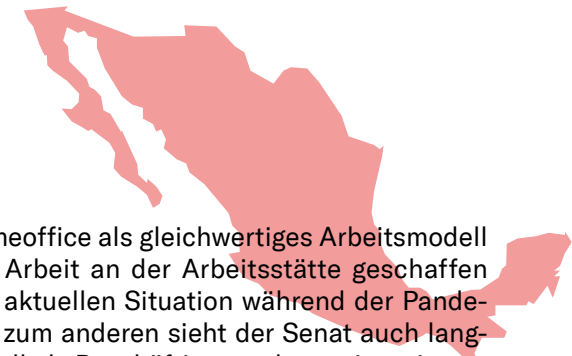 neoffice als gleichwertiges Arbeitsmodell
Arbeit an der Arbeitsstätte geschaffen
aktuellen Situation während der Pande-
zum anderen sieht der Senat auch lang-